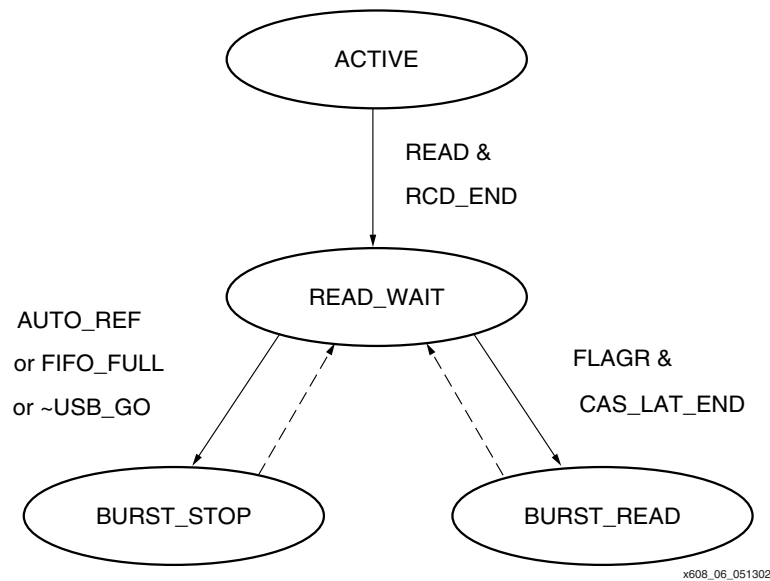 ACTIVE
READ &
RCD_END
READ_WAIT
AUTO_REF
or FIFO_FULL
or ~USB_GO
FLAGR &
CAS_LAT_END
BURST_STOP
BURST_READ
x608_06_051302